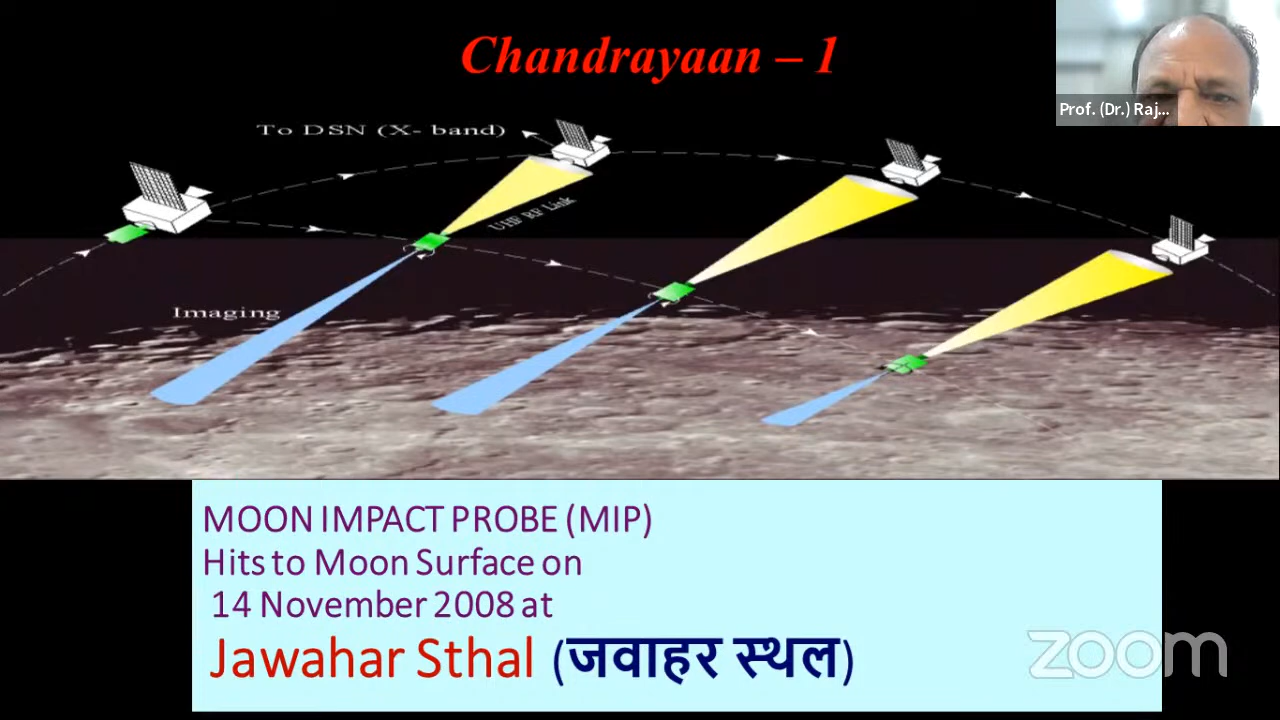 Chandrayaan – 1
Prof. (Dr.) Raj...
To DSN (X- band)
UHF RF Link
Imaging
MOON IMPACT PROBE (MIP)
Hits to Moon Surface on
14 November 2008 at
Jawahar Sthal (जवाहर स्थल)
zoom